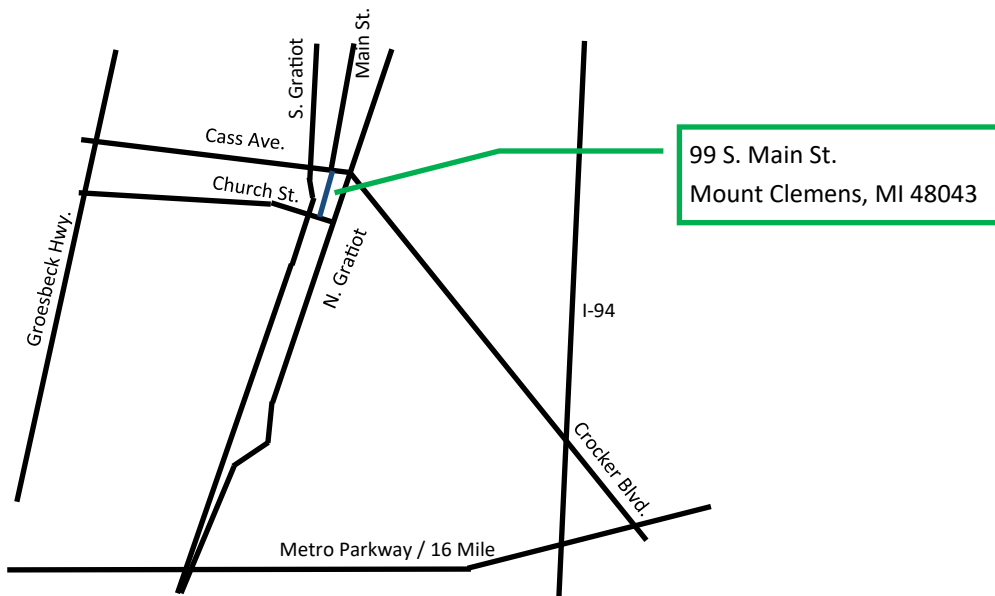 Main St.
S. Gratiot
Cass Ave.
99 S. Main St.
Mount Clemens, MI 48043
Church St.
Groesbeck Hwy.
N. Gratiot
I-94
Crocker Blvd.
Metro Parkway / 16 Mile